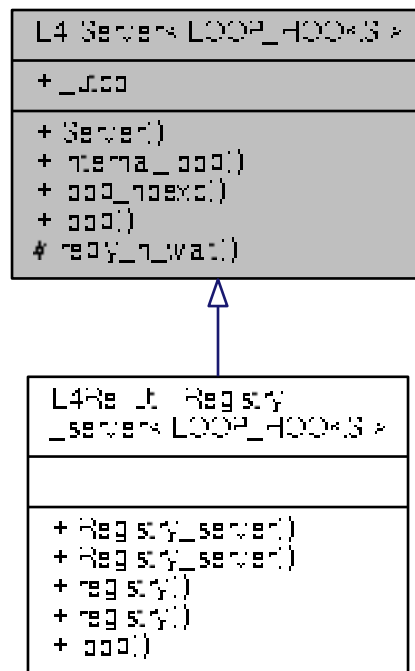 L4::Server< LOOP_HOOKS >
+ _utcb
+ Server()
+ internal_loop()
+ loop_noexc()
+ loop()
# reply_n_wait()
L4Re::Util::Registry
_server< LOOP_HOOKS >
+ Registry_server()
+ Registry_server()
+ registry()
+ registry()
+ loop()